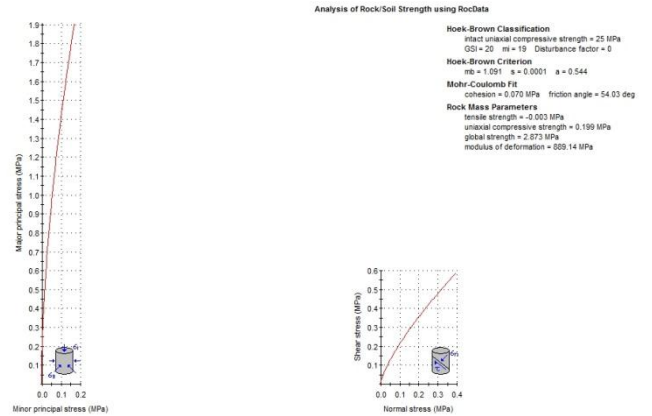 Analysis of Rock/Soil Strength using RocData
Hoek-Brown Classification
intact uniaxial compressive strength = 25 MPa
GSI = 20 mi = 19 Disturbance factor = 0
Hoek-Brown Criterion
mb = 1.091 s = 0.0001 a = 0.544
Mohr-Coulomb Fit
cohesion = 0.070 MPa friction angle = 54.03 deg
Rock Mass Parameters
tensile strength = -0.003 MPa
uniaxial compressive strength = 0.199 MPa
global strength = 2.873 MPa
modulus of deformation = 889.14 MPa
Major principal stress (MPa)
1.9
1.8
1.7
1.6
1.5
1.4
1.3
1.2
1.1
1.0
0.9
0.8
0.7
0.6
0.5
0.4
0.3
0.2
0.1
0.0 0.1 0.2
Minor principal stress (MPa)
Shear stress (MPa)
0.6
0.5
0.4
0.3
0.2
0.1
0.0 0.1 0.2 0.3 0.4
Normal stress (MPa)